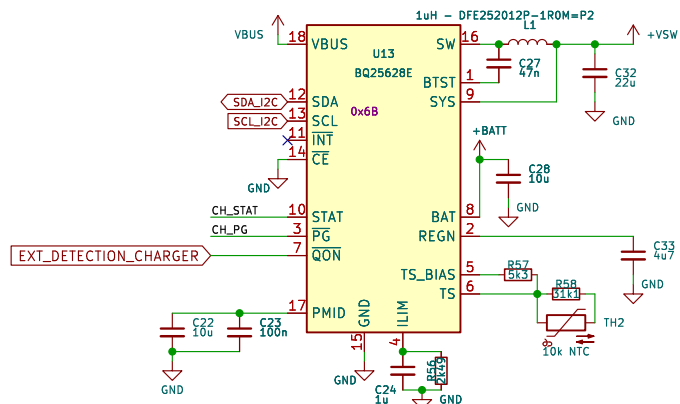 1uH - DFE252012P-1R0M=P2
L1
VBUS
+VSW
18
VBUS
U13
BQ25628E
SW
16
C27
47n
C32
22u
GND
BTST
1
SYS
9
SDA_I2C
12
SDA
0x6B
SCL_I2C
13
SCL
11
INT
14
CE
GND
+BATT
C28
10u
GND
CH_STAT
10
STAT
BAT
8
CH_PG
3
PG
REGN
2
C33
4u7
GND
EXT_DETECTION_CHARGER
7
QON
TS_BIAS
5
R57
5k3
TS
6
R58
31k1
TH2
10k NTC
17
PMID
C22
10u
C23
100n
GND
GND
15
GND
ILIM
4
C24
1u
R56
2k49
GND